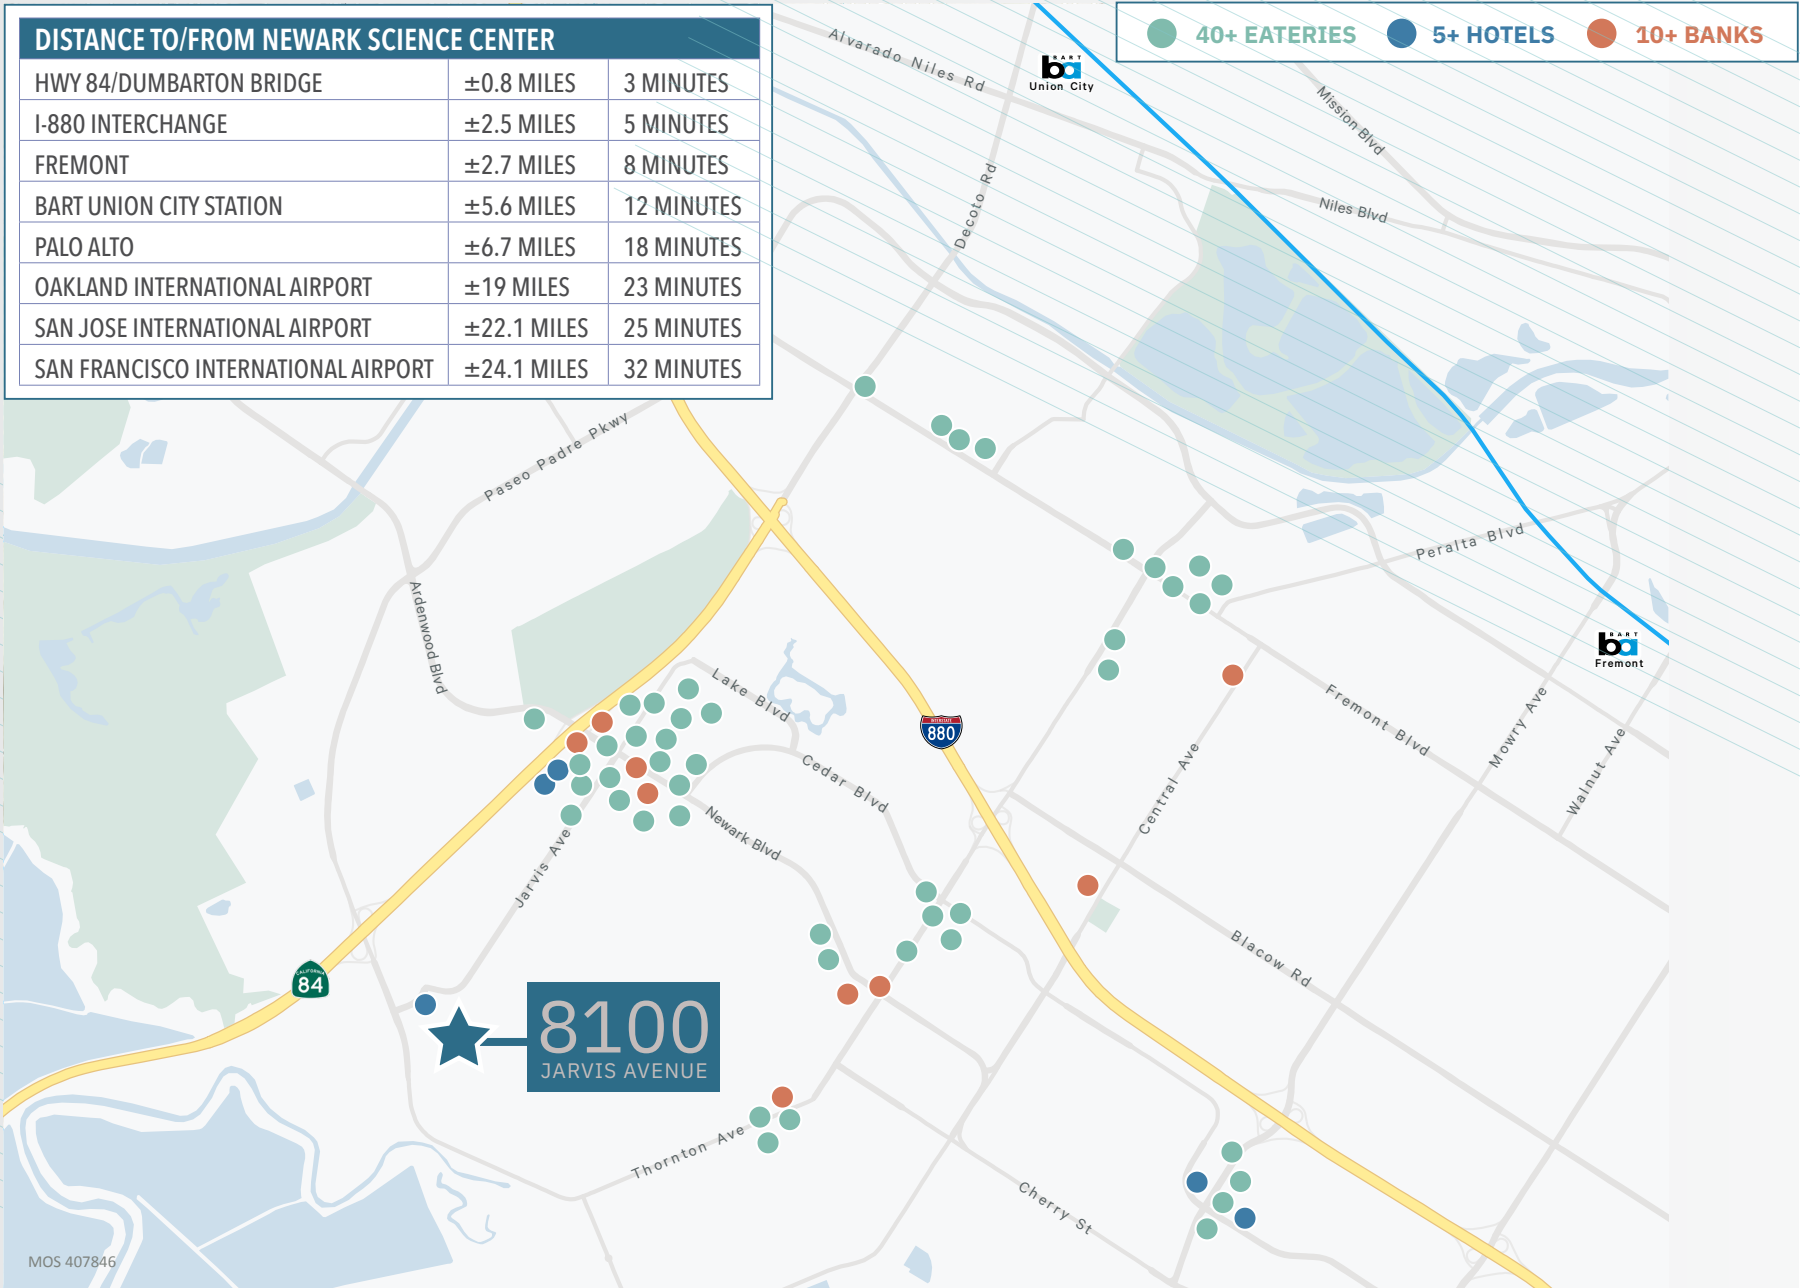 DISTANCE TO/FROM NEWARK SCIENCE CENTER
HWY 84/DUMBARTON BRIDGE ±0.8 MILES 3 MINUTES
I-880 INTERCHANGE ±2.5 MILES 5 MINUTES
FREMONT ±2.7 MILES 8 MINUTES
BART UNION CITY STATION ±5.6 MILES 12 MINUTES
PALO ALTO ±6.7 MILES 18 MINUTES
OAKLAND INTERNATIONAL AIRPORT ±19 MILES 23 MINUTES
SAN JOSE INTERNATIONAL AIRPORT ±22.1 MILES 25 MINUTES
SAN FRANCISCO INTERNATIONAL AIRPORT ±24.1 MILES 32 MINUTES
40+ EATERIES 5+ HOTELS 10+ BANKS
Alvarado Niles Rd
BART
ba
Union City
Mission Blvd
Decoto Rd
Niles Blvd
Paseo Padre Pkwy
Peralta Blvd
Ardenwood Blvd
BART
ba
Fremont
Lake Blvd
Fremont Blvd
Mowry Ave
Walnut Ave
INTERSTATE
880
Central Ave
Cedar Blvd
Newark Blvd
Jarvis Ave
Blacow Rd
CALIFORNIA
84
8100
JARVIS AVENUE
Thornton Ave
Cherry St
MOS 407846